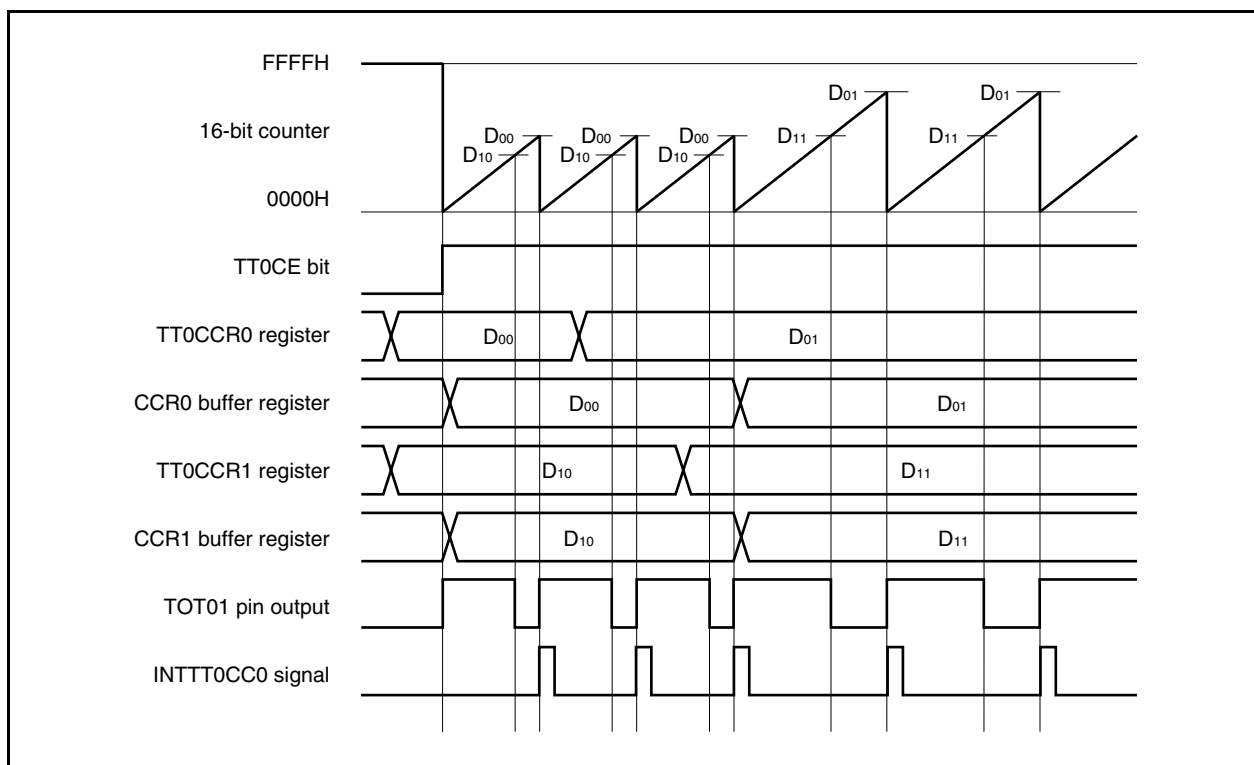 FFFFH
16-bit counter
0000H
D00 D00 D00 D01 D01
D10 D10 D10 D11 D11
TT0CE bit
TT0CCR0 register D00 D01
CCR0 buffer register D00 D01
TT0CCR1 register D10 D11
CCR1 buffer register D10 D11
TOT01 pin output
INTTT0CC0 signal